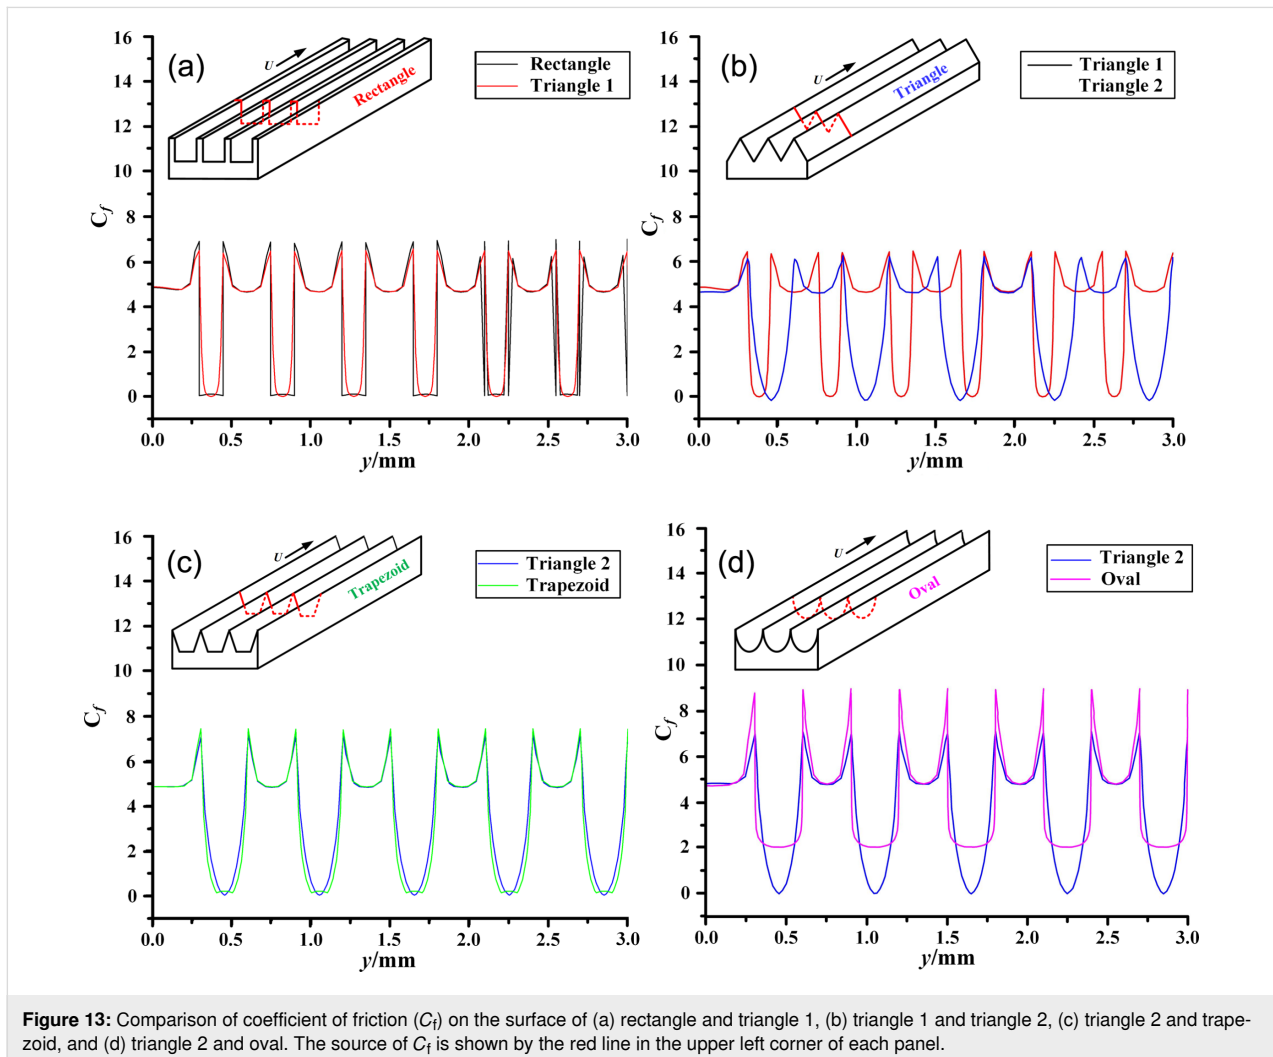 (a)
U
Rectangle
Rectangle
Triangle 1
16
14
12
10
8
6
4
2
0
C_f
0.0 0.5 1.0 1.5 2.0 2.5 3.0
y/mm
(b)
U
Triangle
Triangle 1
Triangle 2
16
14
12
10
8
6
4
2
0
C_f
0.0 0.5 1.0 1.5 2.0 2.5 3.0
y/mm
(c)
U
Trapezoid
Triangle 2
Trapezoid
16
14
12
10
8
6
4
2
0
C_f
0.0 0.5 1.0 1.5 2.0 2.5 3.0
y/mm
(d)
U
Oval
Triangle 2
Oval
16
14
12
10
8
6
4
2
0
C_f
0.0 0.5 1.0 1.5 2.0 2.5 3.0
y/mm
Figure 13: Comparison of coefficient of friction (C_f) on the surface of (a) rectangle and triangle 1, (b) triangle 1 and triangle 2, (c) triangle 2 and trape-
zoid, and (d) triangle 2 and oval. The source of C_f is shown by the red line in the upper left corner of each panel.